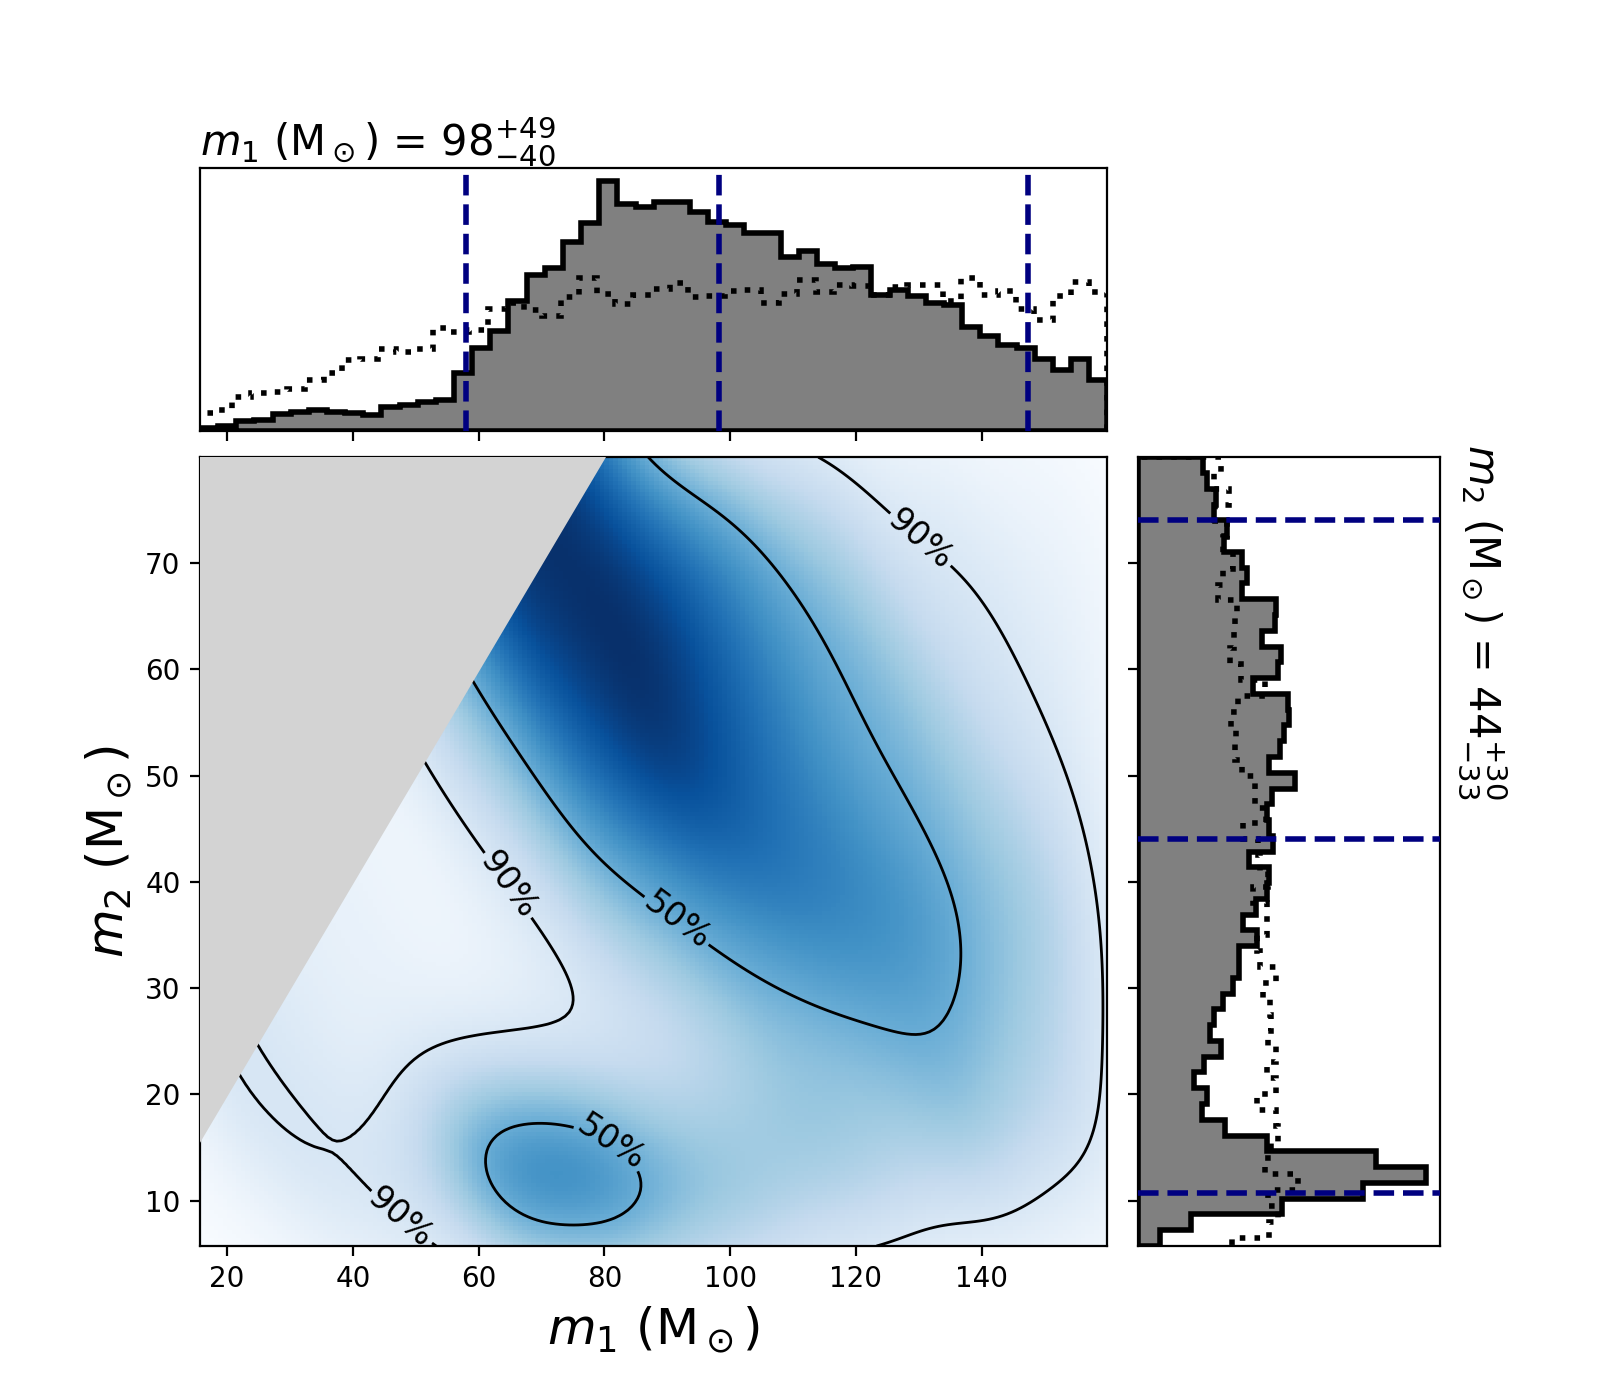 m₁ (M⊙) = 98⁺⁴⁹₋₄₀
m₂ (M⊙) = 44⁺³⁰₋₃₃
90%
90%
50%
50%
90%
70
60
50
40
30
20
10
m₂ (M⊙)
20 40 60 80 100 120 140
m₁ (M⊙)